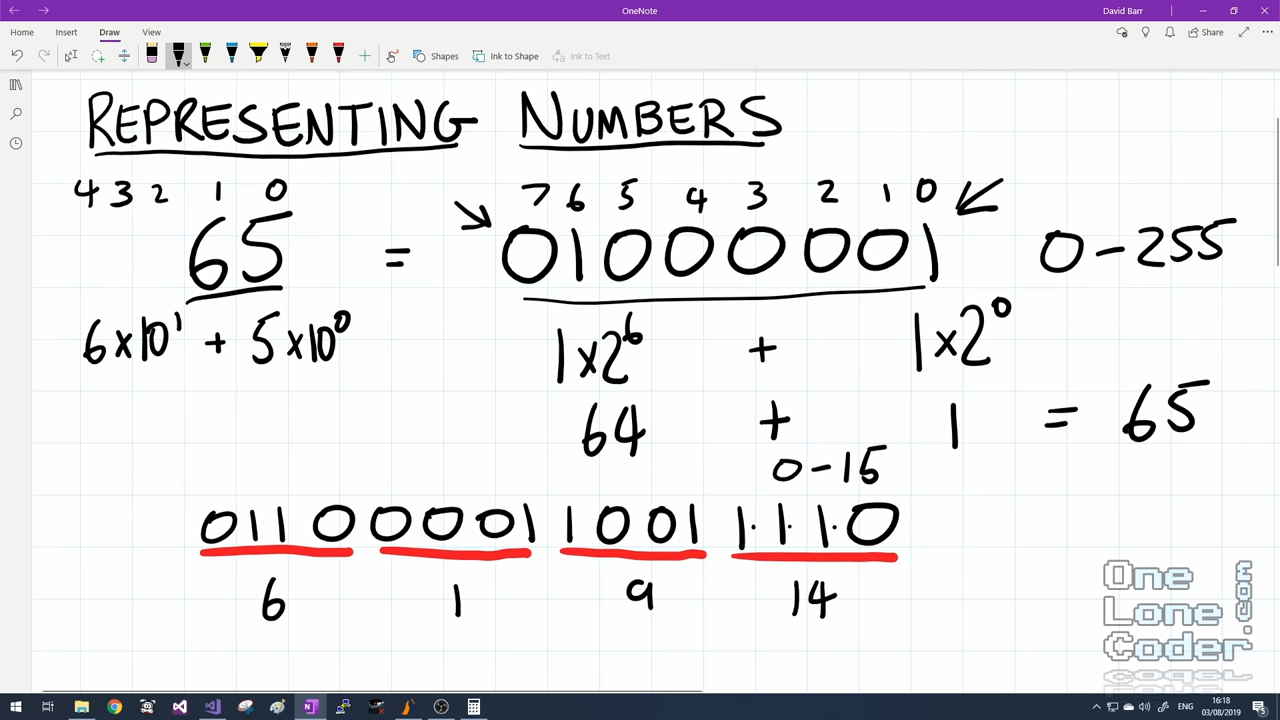 OneNote
David Barr
Home Insert Draw View
Share
Shapes Ink to Shape Ink to Text
REPRESENTING NUMBERS
4 3 2 1 0 7 6 5 4 3 2 1 0
65 = 01000001 0-255
6x10¹ + 5x10⁰ 1x2⁶ + 1x2⁰
64 + 1 = 65
0-15
0110 0001 1001 1110
6 1 9 14
One
Lone
Coder
.com
ENG
16:18
03/08/2019
5